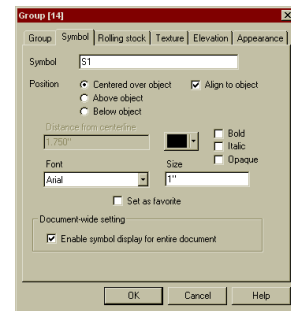 Group [14]
Group Symbol Rolling stock Texture Elevation Appearance
Symbol S1
Position Centered over object Align to object
Above object
Below object
Distance from centerline
1.750"
Bold
Italic
Opaque
Font Size
Arial 1"
Set as favorite
Document-wide setting
Enable symbol display for entire document
OK Cancel Help